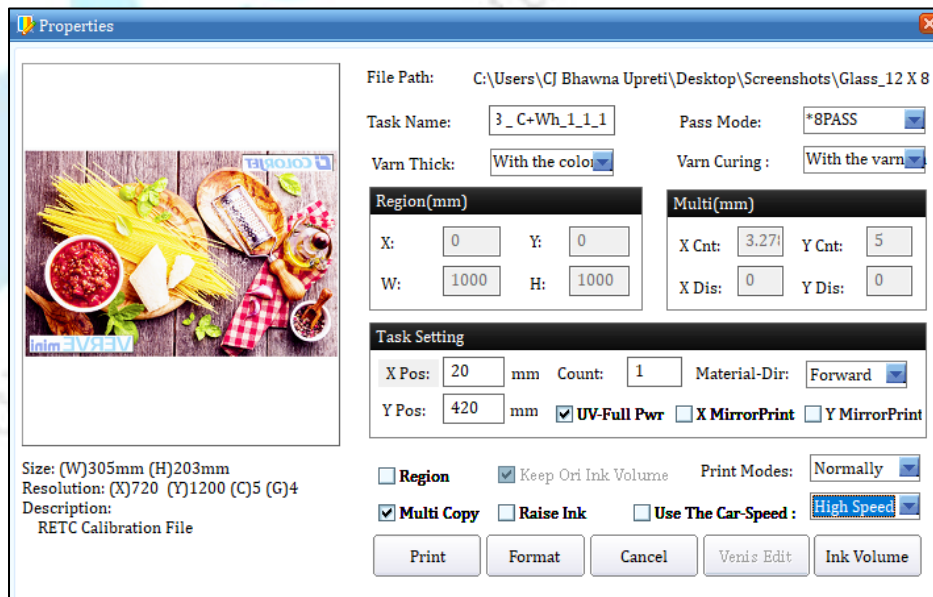 Properties
File Path: C:\Users\CJ Bhawna Upreti\Desktop\Screenshots\Glass_12 X 8
Task Name: 3 _ C+Wh_1_1_1 Pass Mode: *8PASS
Varn Thick: With the color Varn Curing : With the varn
Region(mm) Multi(mm)
X: 0 Y: 0 X Cnt: 3.278 Y Cnt: 5
W: 1000 H: 1000 X Dis: 0 Y Dis: 0
Task Setting
X Pos: 20 mm Count: 1 Material-Dir: Forward
Y Pos: 420 mm UV-Full Pwr X MirrorPrint Y MirrorPrint
COLORJET
VERVE mini
Size: (W)305mm (H)203mm
Resolution: (X)720 (Y)1200 (C)5 (G)4
Description:
RETC Calibration File
Region Keep Ori Ink Volume Print Modes: Normally
Multi Copy Raise Ink Use The Car-Speed : High Speed
Print Format Cancel Venis Edit Ink Volume